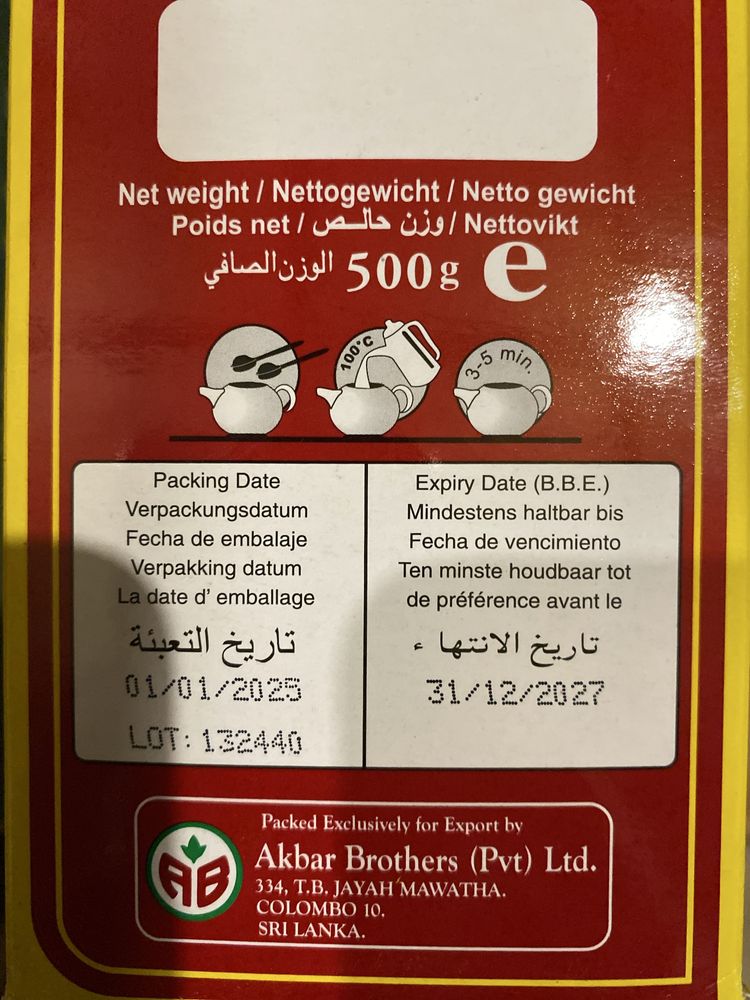 Net weight / Nettogewicht / Netto gewicht
Poids net / وزن خالـص / Nettovikt
الوزن الصافي 500g e
100°C
3-5 min.
Packing Date
Verpackungsdatum
Fecha de embalaje
Verpakking datum
La date d' emballage
تاريخ التعبئة
01/01/2025
LOT: 132440
Expiry Date (B.B.E.)
Mindestens haltbar bis
Fecha de vencimiento
Ten minste houdbaar tot
de préférence avant le
تاريخ الانتهاء
31/12/2027
AB
Packed Exclusively for Export by
Akbar Brothers (Pvt) Ltd.
334, T.B. JAYAH MAWATHA.
COLOMBO 10.
SRI LANKA.